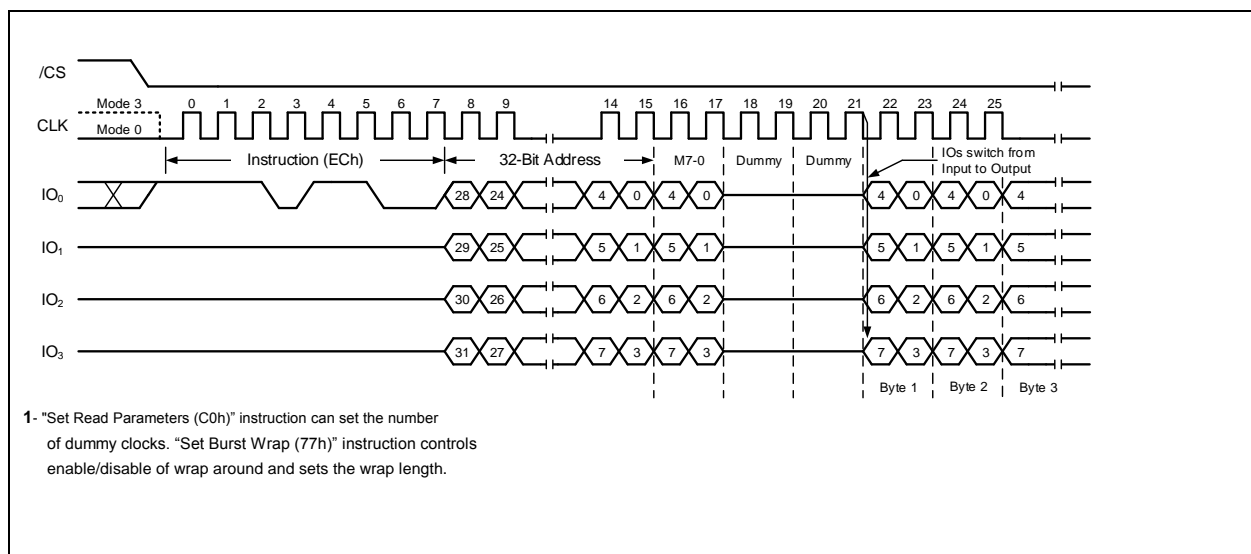 /CS
Mode 3 0 1 2 3 4 5 6 7 8 9 14 15 16 17 18 19 20 21 22 23 24 25
CLK
Mode 0
Instruction (ECh) 32-Bit Address M7-0 Dummy Dummy IOs switch from
Input to Output
IO0 28 24 4 0 4 0 4 0 4 0 4
IO1 29 25 5 1 5 1 5 1 5 1 5
IO2 30 26 6 2 6 2 6 2 6 2 6
IO3 31 27 7 3 7 3 7 3 7 3 7
Byte 1 Byte 2 Byte 3
1- "Set Read Parameters (C0h)” instruction can set the number
of dummy clocks. “Set Burst Wrap (77h)” instruction controls
enable/disable of wrap around and sets the wrap length.